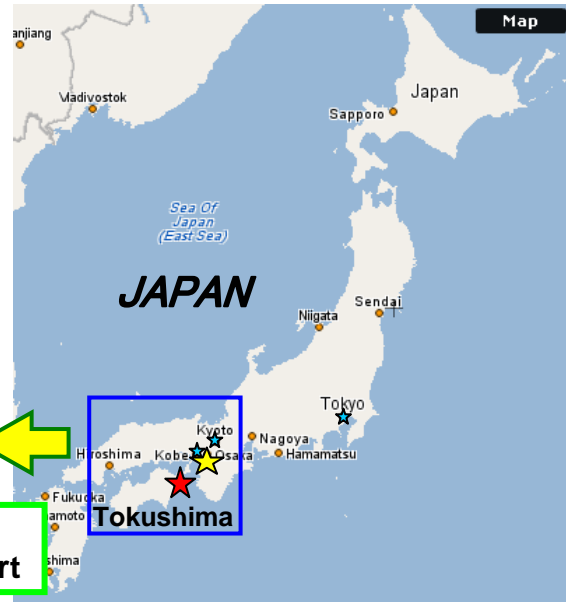 Map
anjiang
Vladivostok
Japan
Sapporo
Sea Of
Japan
(East Sea)
JAPAN
Sendai
Niigata
Tokyo
Kyoto
Nagoya
Hiroshima
Kobe
Osaka
Hamamatsu
Fukuoka
Tokushima
amoto
shima
rt